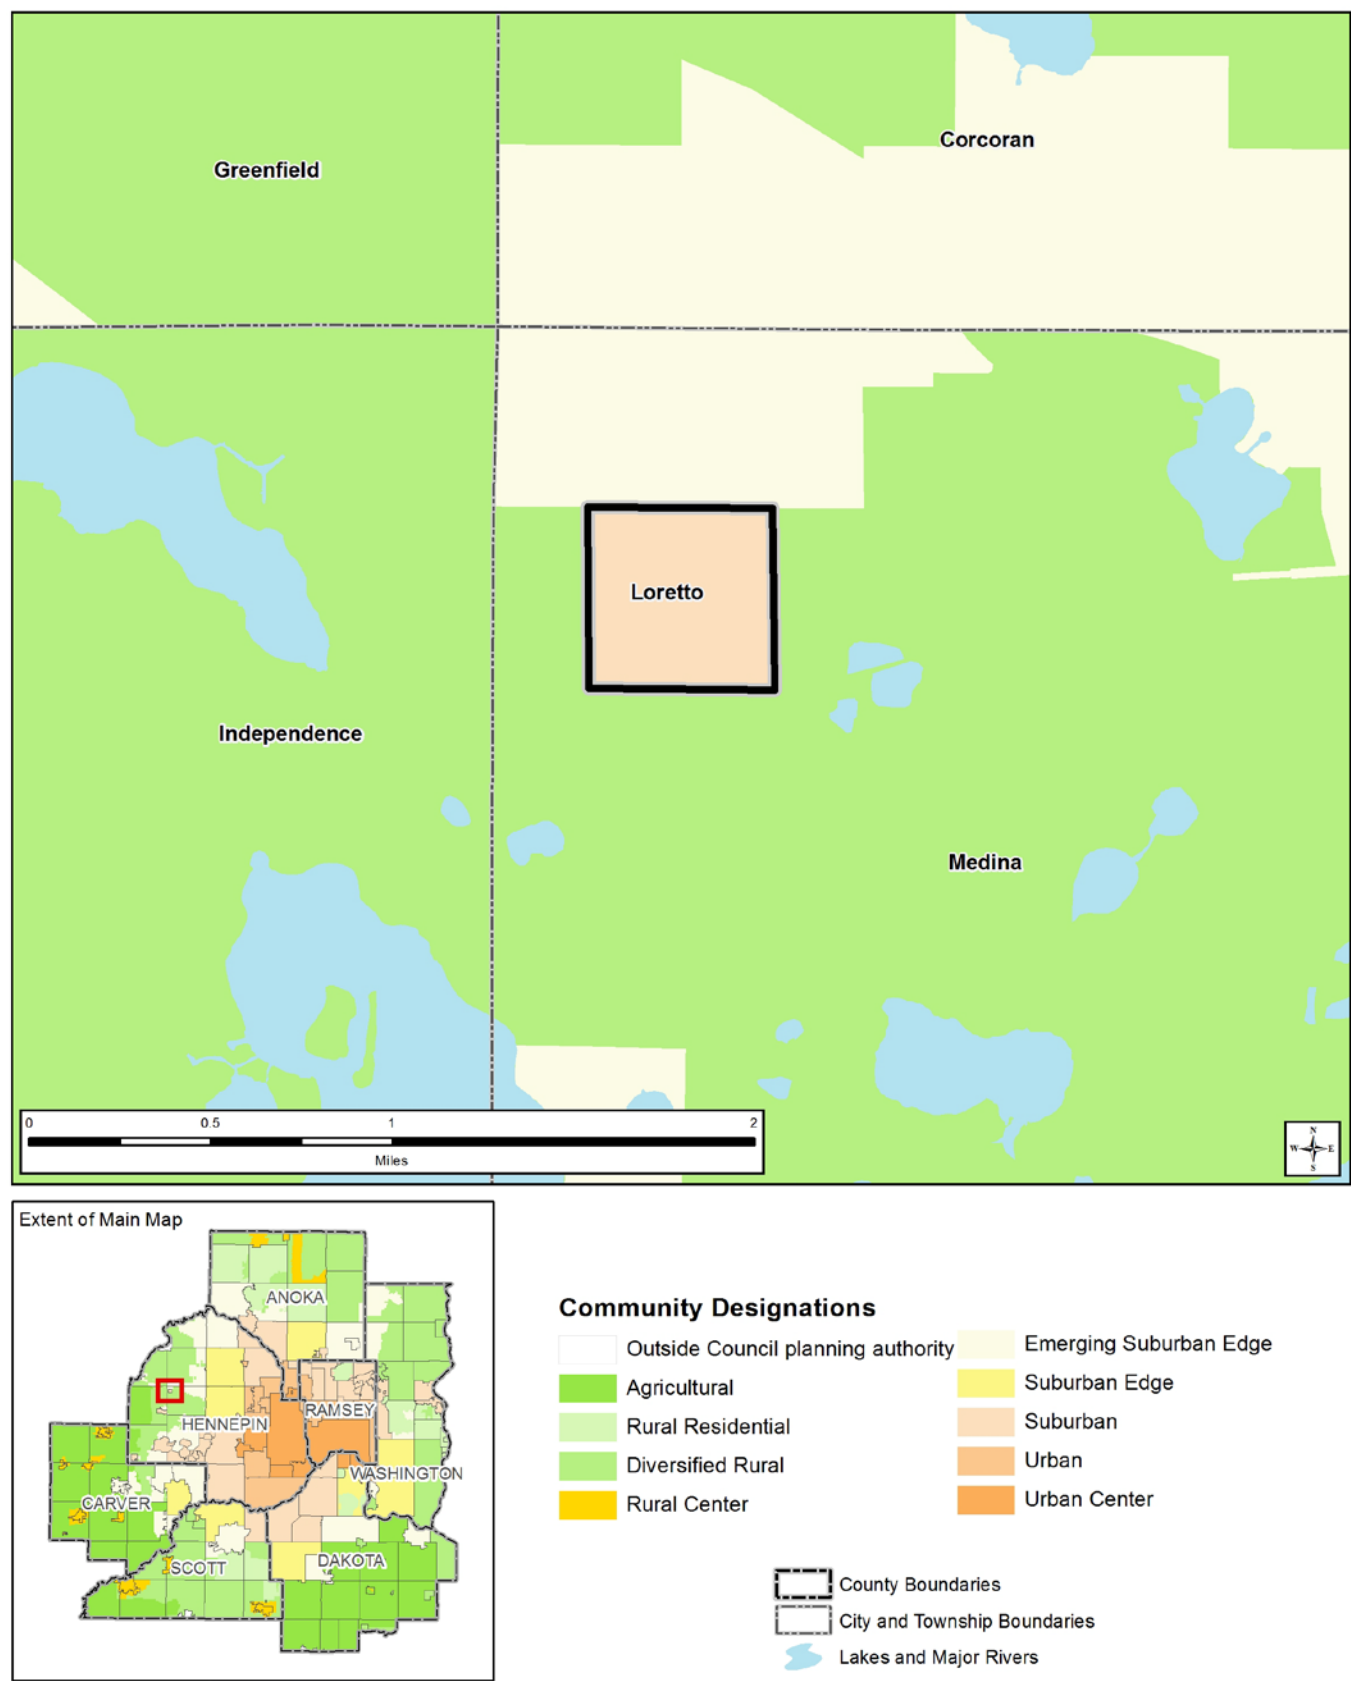 Corcoran
Greenfield
Loretto
Independence
Medina
0 0.5 1 2
Miles
N
W E
S
Extent of Main Map
ANOKA
HENNEPIN
RAMSEY
WASHINGTON
CARVER
SCOTT
DAKOTA
Community Designations
Outside Council planning authority
Agricultural
Rural Residential
Diversified Rural
Rural Center
Emerging Suburban Edge
Suburban Edge
Suburban
Urban
Urban Center
County Boundaries
City and Township Boundaries
Lakes and Major Rivers